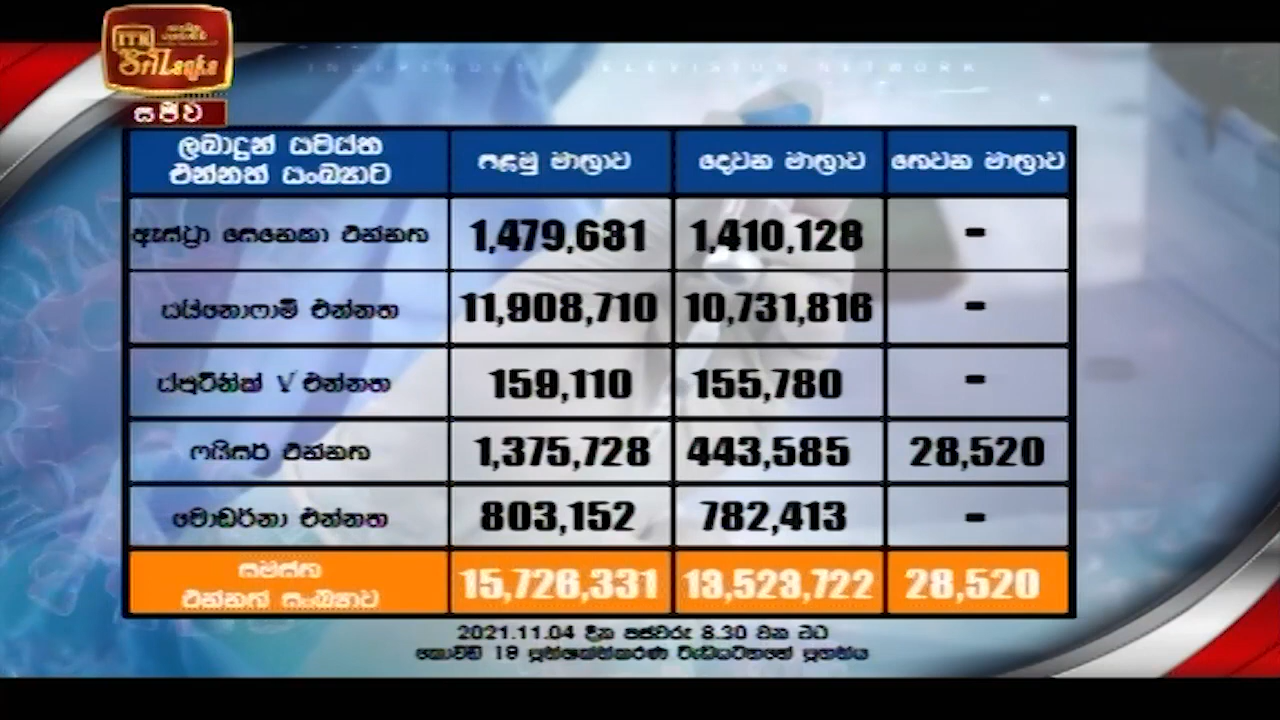 ITN
Sri Lanka
සජීව
INDEPENDENT TELEVISION NETWORK
ලබාදුන් සමස්ත
එන්නත් සංඛ්‍යාව
පළමු මාත්‍රාව
දෙවන මාත්‍රාව
තෙවන මාත්‍රාව
ඇස්ට්‍රා සෙනෙකා එන්නත
1,479,631
1,410,128
-
සයිනොෆාම් එන්නත
11,908,710
10,731,816
-
ස්පුට්නික් V එන්නත
159,110
155,780
-
ෆයිසර් එන්නත
1,375,728
443,585
28,520
මොඩර්නා එන්නත
803,152
782,413
-
සමස්ත
එන්නත් සංඛ්‍යාව
15,726,331
13,523,722
28,520
2021.11.04 දින පස්වරු 8.30 වන විට
කොවිඩ් 19 ප්‍රතිශක්තිකරණ වැඩසටහනේ ප්‍රගතිය